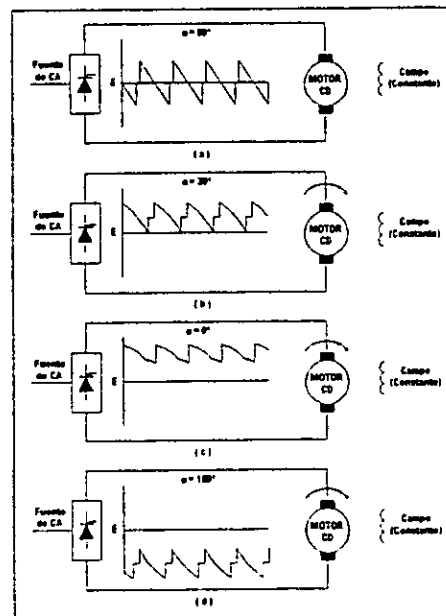 α = 90°
Fuente
de CA
E
MOTOR
CD
Campo
(Constante)
(a)
α = 30°
Fuente
de CA
E
MOTOR
CD
Campo
(Constante)
(b)
α = 0°
Fuente
de CA
E
MOTOR
CD
Campo
(Constante)
(c)
Fuente
de CA
E
MOTOR
CD
Campo
(Constante)
(d)